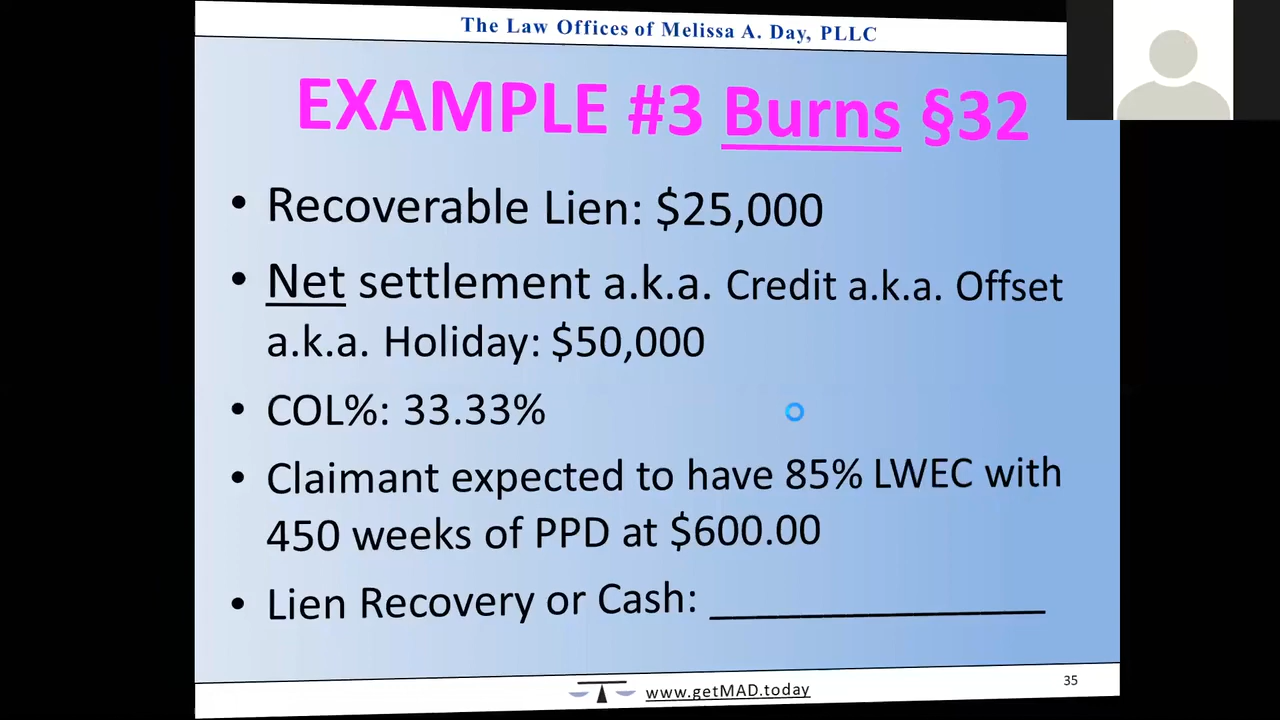 The Law Offices of Melissa A. Day, PLLC
EXAMPLE #3 Burns §32
• Recoverable Lien: $25,000
• Net settlement a.k.a. Credit a.k.a. Offset
a.k.a. Holiday: $50,000
• COL%: 33.33%
• Claimant expected to have 85% LWEC with
450 weeks of PPD at $600.00
• Lien Recovery or Cash: _______________
www.getMAD.today
35